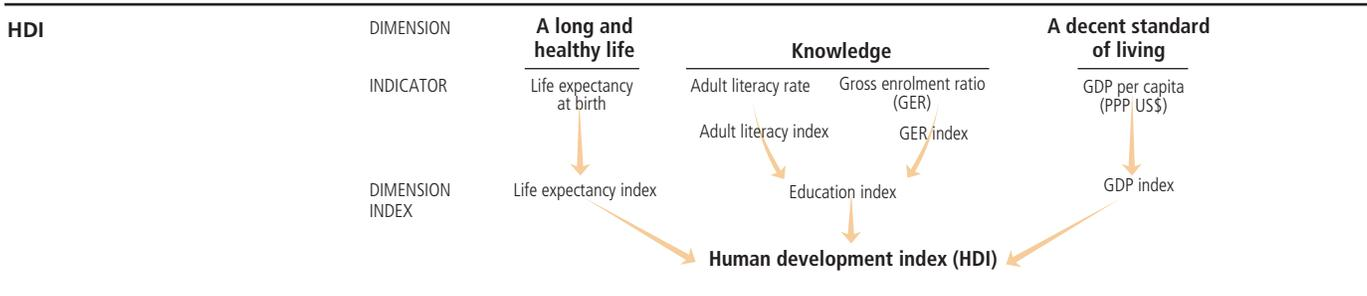 HDI
DIMENSION
A long and
healthy life
Knowledge
A decent standard
of living
INDICATOR
Life expectancy
at birth
Adult literacy rate
Gross enrolment ratio
(GER)
GDP per capita
(PPP US$)
Adult literacy index
GER index
DIMENSION
INDEX
Life expectancy index
Education index
GDP index
Human development index (HDI)